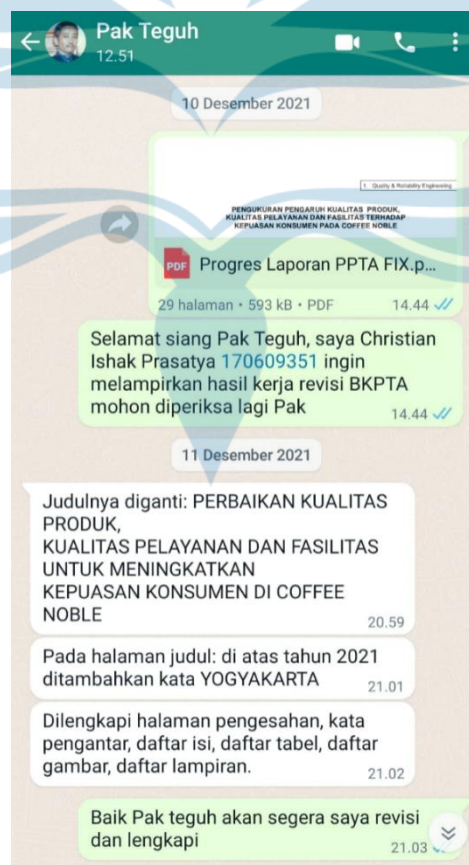 Pak Teguh
12.51
10 Desember 2021
1. Quality & Reliability Engineering
PENGUKURAN PENGARUH KUALITAS PRODUK,
KUALITAS PELAYANAN DAN FASILITAS TERHADAP
KEPUASAN KONSUMEN PADA COFFEE NOBLE
PDF
Progres Laporan PPTA FIX.p...
29 halaman • 593 kB • PDF
14.44
Selamat siang Pak Teguh, saya Christian
Ishak Prasatya 170609351 ingin
melampirkan hasil kerja revisi BKPTA
mohon diperiksa lagi Pak
14.44
11 Desember 2021
Judulnya diganti: PERBAIKAN KUALITAS
PRODUK,
KUALITAS PELAYANAN DAN FASILITAS
UNTUK MENINGKATKAN
KEPUASAN KONSUMEN DI COFFEE
NOBLE
20.59
Pada halaman judul: di atas tahun 2021
ditambahkan kata YOGYAKARTA
21.01
Dilengkapi halaman pengesahan, kata
pengantar, daftar isi, daftar tabel, daftar
gambar, daftar lampiran.
21.02
Baik Pak teguh akan segera saya revisi
dan lengkapi
21.03